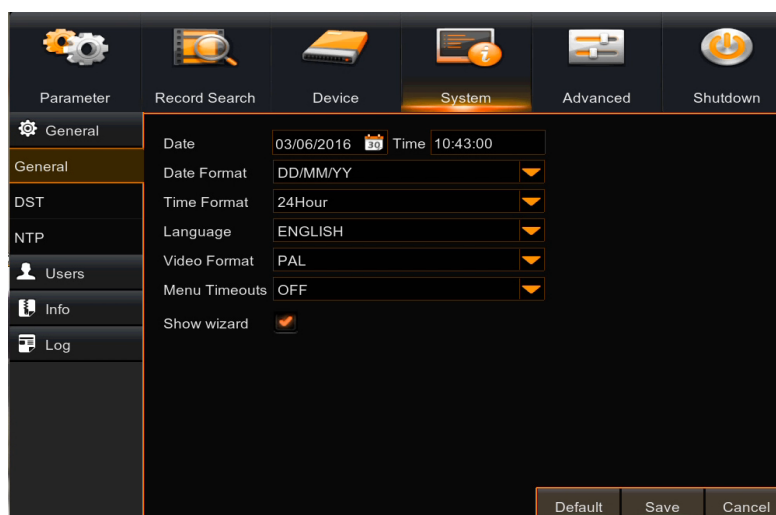 Parameter Record Search Device System Advanced Shutdown
General
General
DST
NTP
Users
Info
Log
Date 03/06/2016 30 Time 10:43:00
Date Format DD/MM/YY
Time Format 24Hour
Language ENGLISH
Video Format PAL
Menu Timeouts OFF
Show wizard
Default Save Cancel